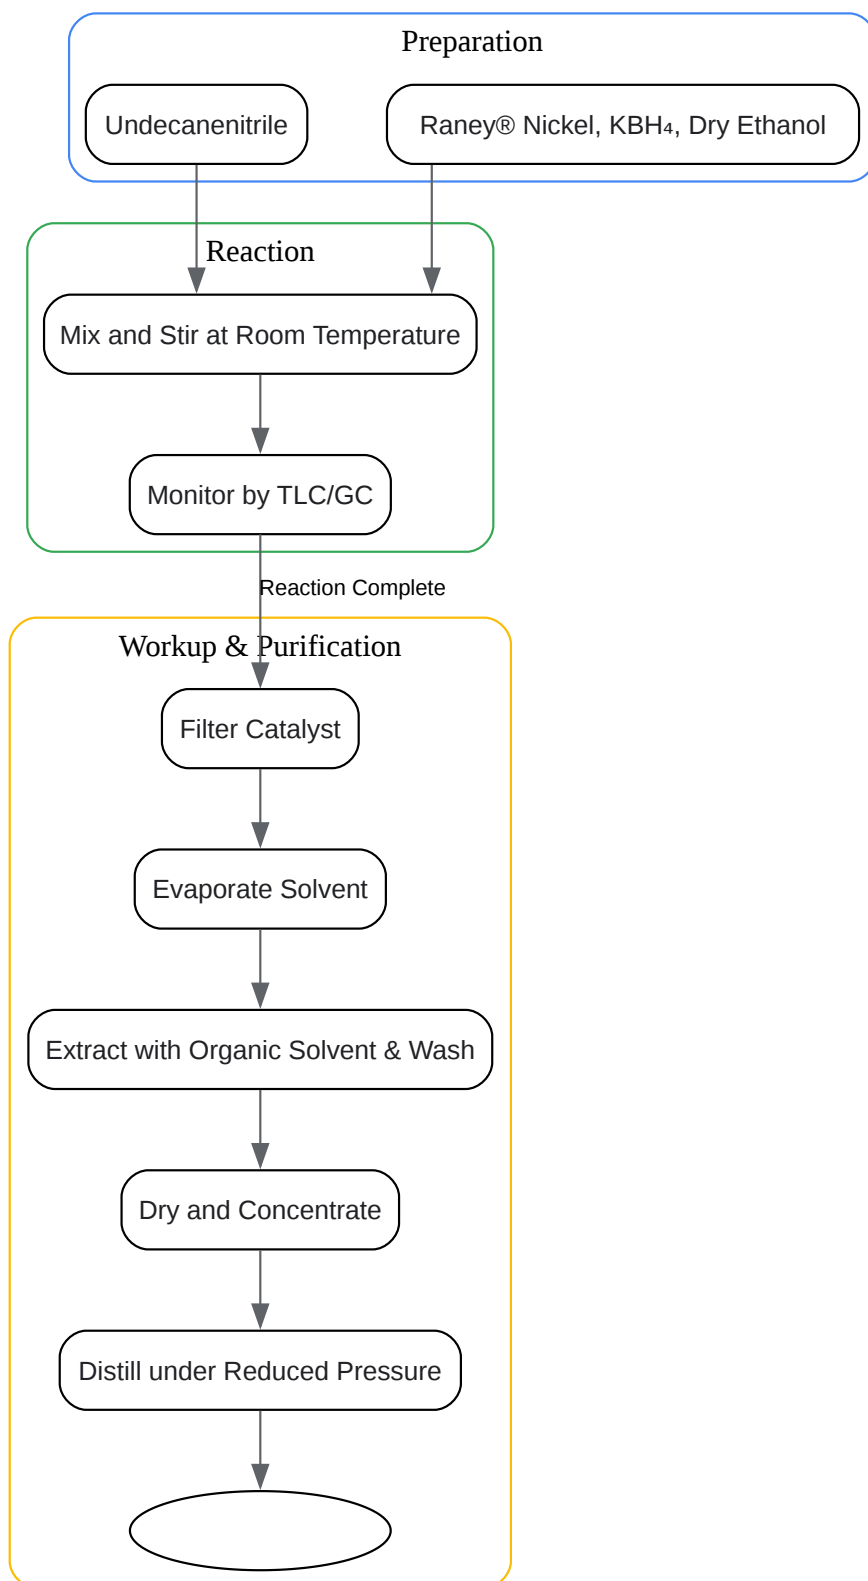 Preparation
Undecanenitrile
Raney® Nickel, KBH₄, Dry Ethanol
Reaction
Mix and Stir at Room Temperature
Monitor by TLC/GC
Reaction Complete
Workup & Purification
Filter Catalyst
Evaporate Solvent
Extract with Organic Solvent & Wash
Dry and Concentrate
Distill under Reduced Pressure